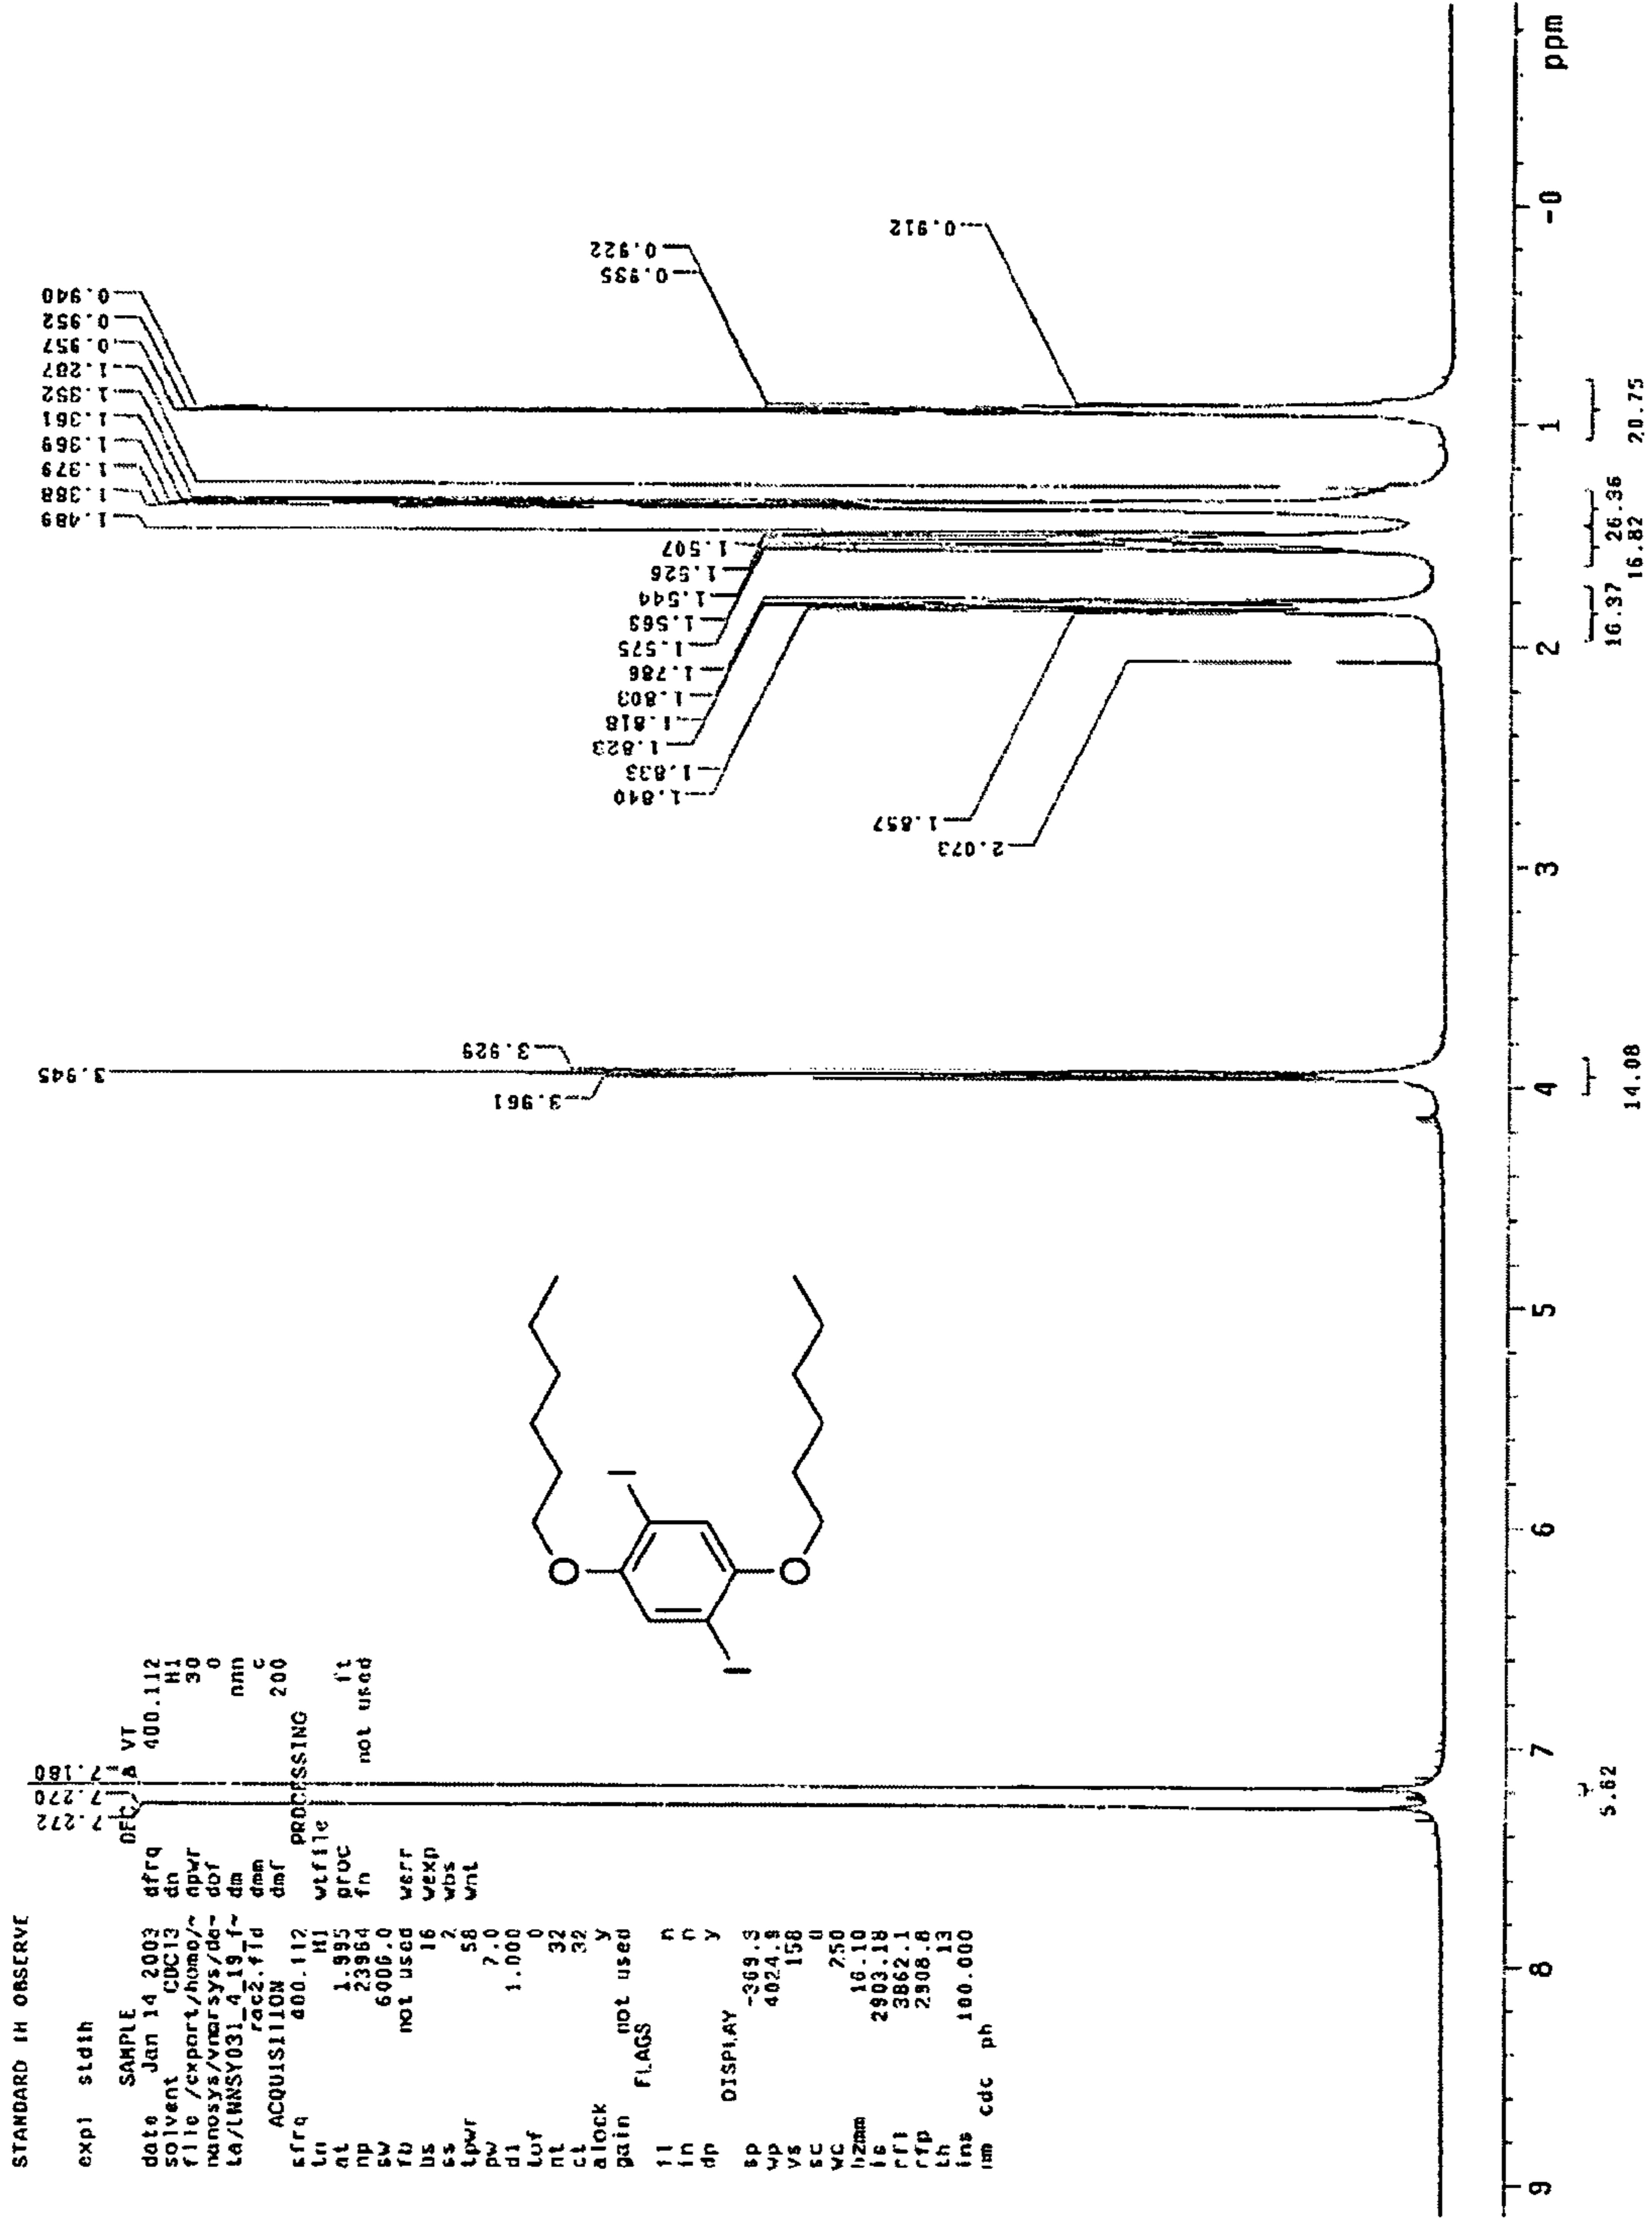 STANDARD 1H OBSERVE
exp1 stdih
SAMPLE
date Jan 14 2003
solvent CDCl3
file /export/home/~
nanosys/vnmrsys/da~
ta/LNNSY031_4_19_f~
rac2.fid
ACQUISITION
sfrq 400.112
tn H1
at 1.995
np 23964
sw 6006.0
fb not used
bs 16
ss 2
tpwr 58
pw 7.0
d1 1.000
tof 0
nt 32
ct 32
alock y
gain not used
FLAGS
il n
in n
dp y
DISPLAY
sp -369.3
wp 4024.9
vs 158
sc 0
wc 250
hzmm 16.10
is 2903.18
rfl 3862.1
rfp 2908.8
th 13
ins 100.000
nm cdc ph
DEC. & VT
dfrq 400.112
dn H1
dpwr 30
dof 0
dm nnn
dmm c
dmf 200
PROCESSING
wtfile
proc ft
fn not used
werr
wexp
wbs
wnt
7.272
7.270
7.180
3.945
3.961
3.929
2.073
1.857
1.840
1.833
1.823
1.818
1.803
1.786
1.575
1.563
1.544
1.526
1.507
1.489
1.388
1.379
1.369
1.361
1.352
1.287
0.957
0.952
0.940
0.935
0.922
0.912
O
I
I
O
9 8 7 6 5 4 3 2 1 -0 ppm
5.62
14.08
16.37
16.82
26.36
20.75